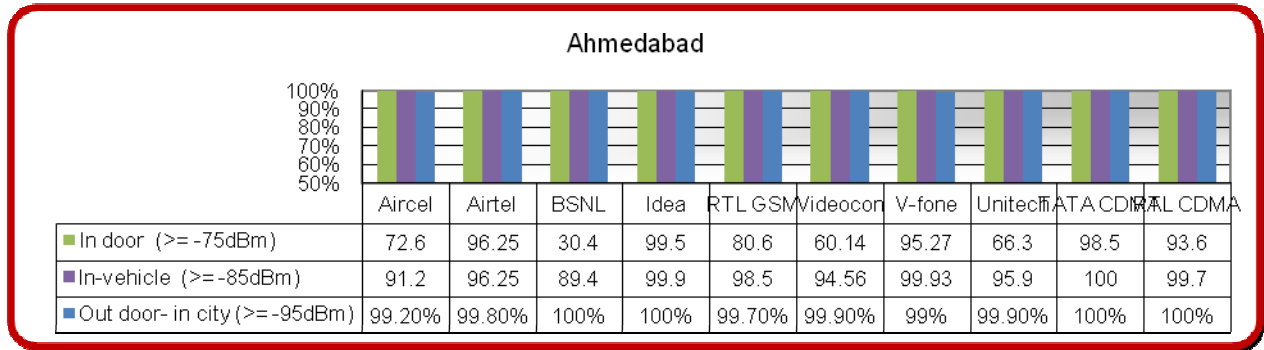 Ahmedabad
100%
90%
80%
70%
60%
50%
Aircel Airtel BSNL Idea RTL GSM Videocon V-fone Unitech TATA CDMA RTL CDMA
In door (>= -75dBm) 72.6 96.25 30.4 99.5 80.6 60.14 95.27 66.3 98.5 93.6
In-vehicle (>= -85dBm) 91.2 96.25 89.4 99.9 98.5 94.56 99.93 95.9 100 99.7
Out door- in city (>= -95dBm) 99.20% 99.80% 100% 100% 99.70% 99.90% 99% 99.90% 100% 100%